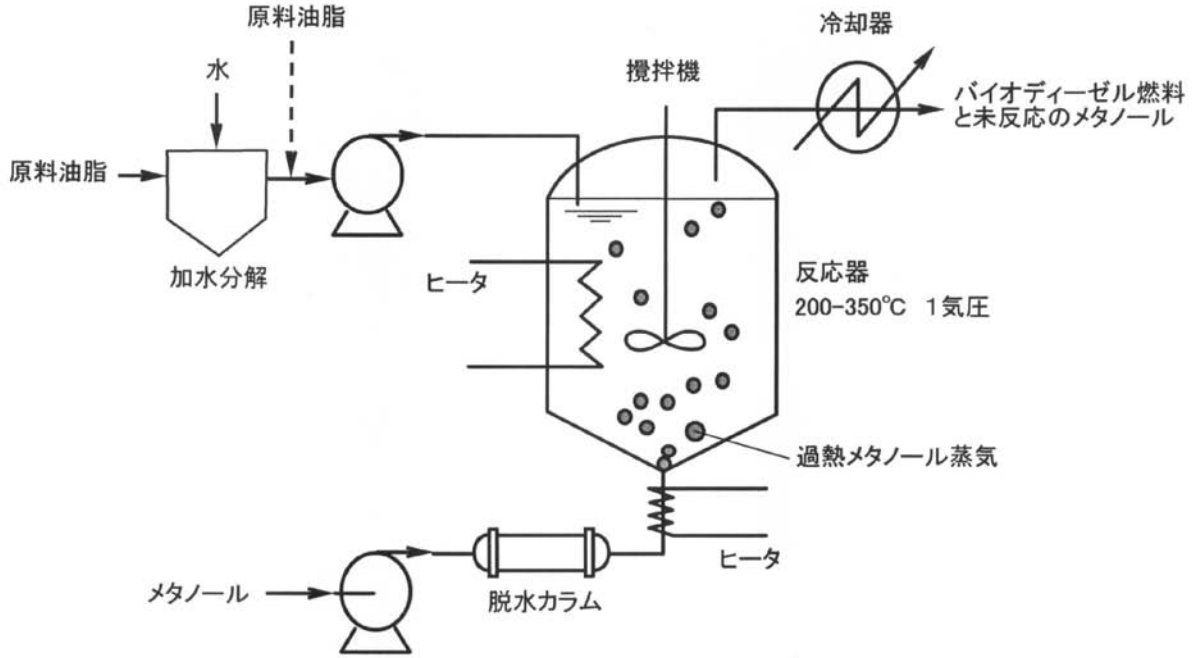 原料油脂
冷却器
水
攪拌機
バイオディーゼル燃料
と未反応のメタノール
原料油脂
加水分解
ヒータ
反応器
200-350℃ 1気圧
過熱メタノール蒸気
ヒータ
メタノール
脱水カラム